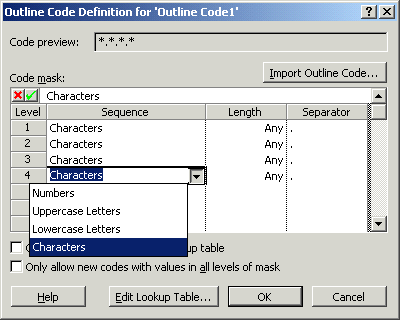 Outline Code Definition for 'Outline Code1'
Code preview: *.*.*.*
Import Outline Code...
Code mask:
Characters
Level Sequence Length Separator
1 Characters Any .
2 Characters Any .
3 Characters Any .
4 Characters Any .
Numbers
Uppercase Letters
Lowercase Letters
Characters
up table
Only allow new codes with values in all levels of mask
Help Edit Lookup Table... OK Cancel